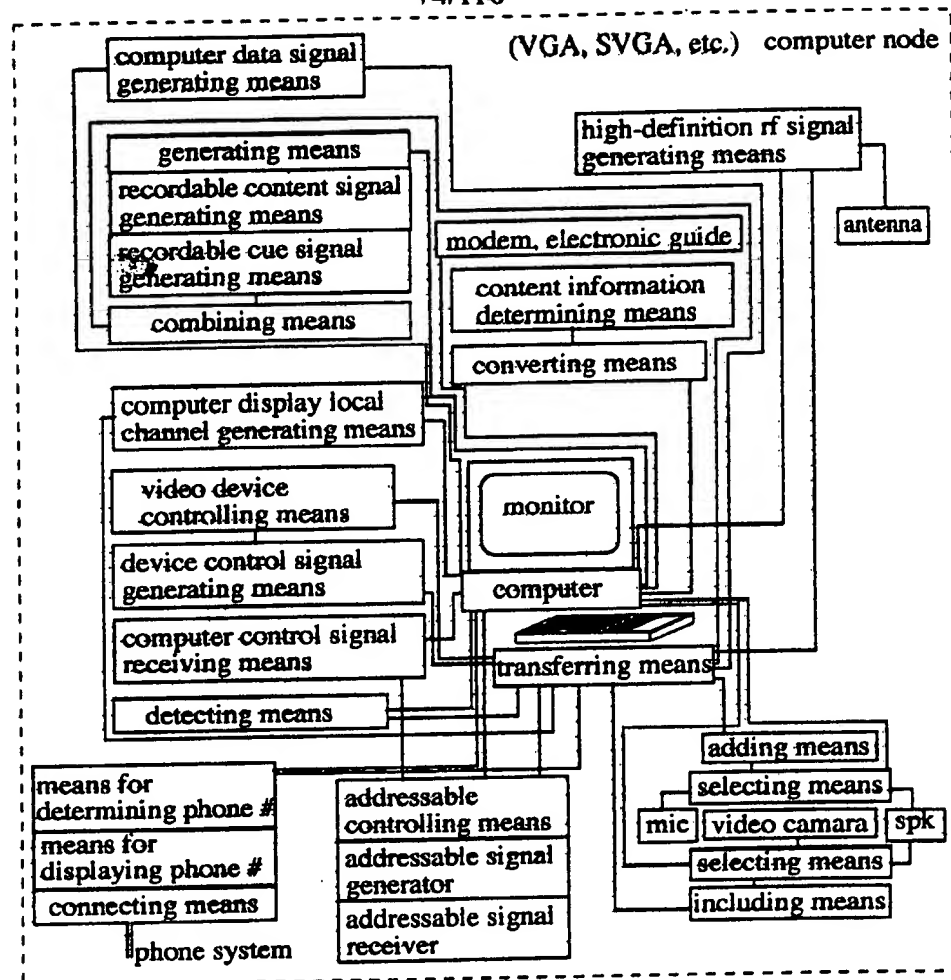 (VGA, SVGA, etc.) computer node
computer data signal
generating means
high-definition rf signal
generating means
antenna
generating means
recordable content signal
generating means
recordable cue signal
generating means
combining means
modem, electronic guide
content information
determining means
converting means
computer display local
channel generating means
video device
controlling means
device control signal
generating means
computer control signal
receiving means
detecting means
monitor
computer
transferring means
means for
determining phone #
means for
displaying phone #
connecting means
phone system
addressable
controlling means
addressable signal
generator
addressable signal
receiver
adding means
selecting means
mic
video camara
spk
selecting means
including means